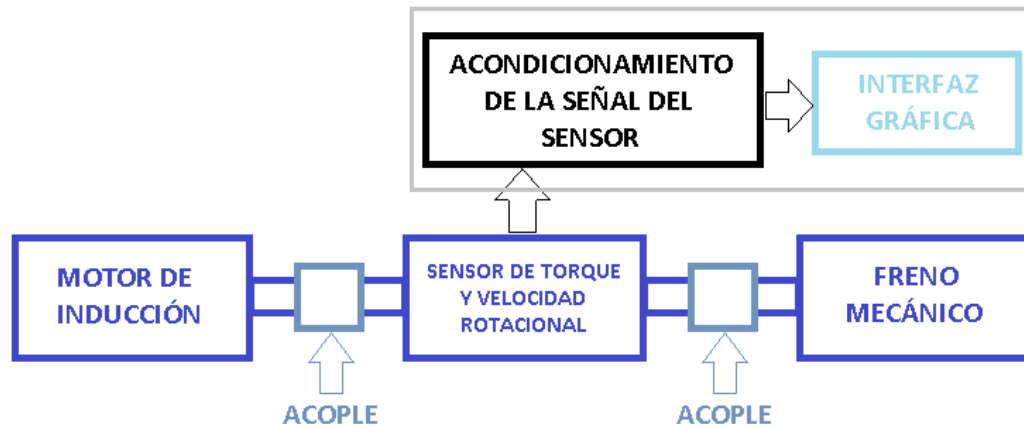 ACONDICIONAMIENTO
DE LA SEÑAL DEL
SENSOR
INTERFAZ
GRÁFICA
MOTOR DE
INDUCCIÓN
SENSOR DE TORQUE
Y VELOCIDAD
ROTACIONAL
FRENO
MECÁNICO
ACOPLE
ACOPLE